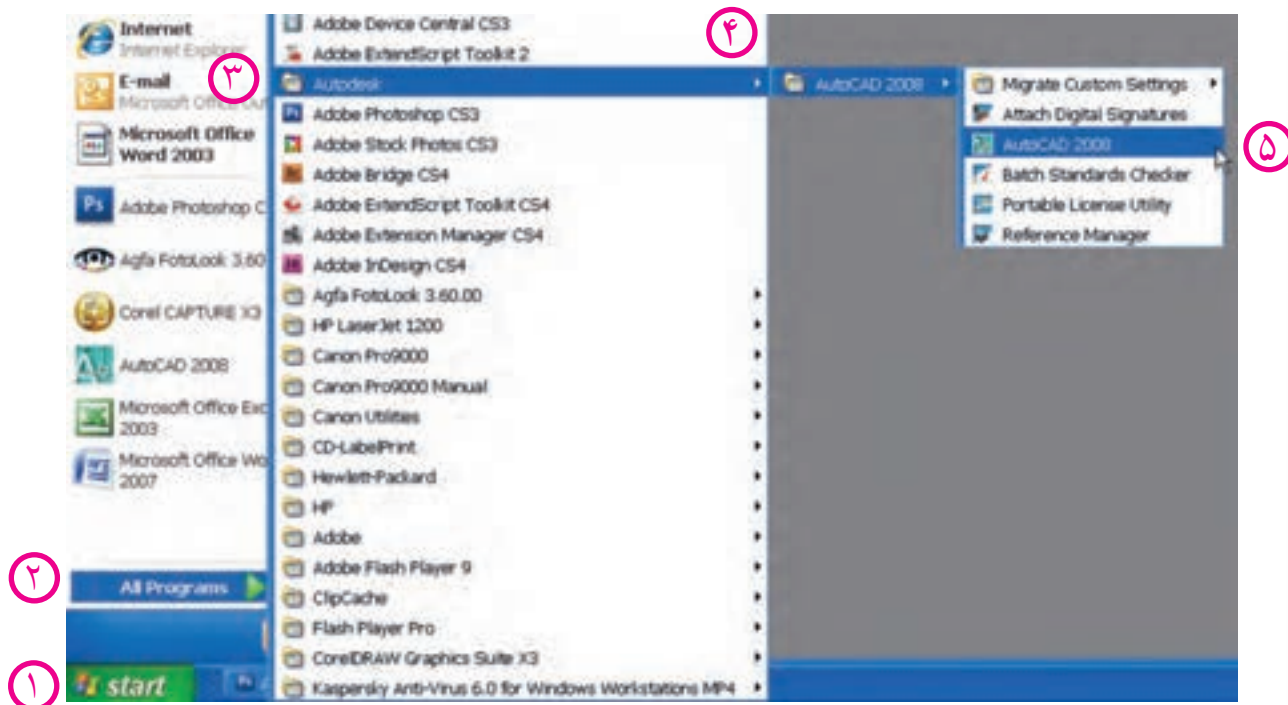 Internet
Internet Explorer
E-mail
Microsoft Office Ou
Microsoft Office
Word 2003
Ps
Adobe Photoshop C
Agfa FotoLook 3.60
Corel CAPTURE X3
AutoCAD 2008
Microsoft Office Exc
2003
Microsoft Office Wo
2007
۲
All Programs
۱
start
۳
Adobe Device Central CS3
Adobe ExtendScript Toolkit 2
Autodesk
Adobe Photoshop CS3
Adobe Stock Photos CS3
Adobe Bridge CS4
Adobe ExtendScript Toolkit CS4
Adobe Extension Manager CS4
Adobe InDesign CS4
Agfa FotoLook 3.60.00
HP LaserJet 1200
Canon Pro9000
Canon Pro9000 Manual
Canon Utilities
CD-LabelPrint
Hewlett-Packard
HP
Adobe
Adobe Flash Player 9
ClipCache
Flash Player Pro
CorelDRAW Graphics Suite X3
Kaspersky Anti-Virus 6.0 for Windows Workstations MP4
۴
AutoCAD 2008
Migrate Custom Settings
Attach Digital Signatures
AutoCAD 2008
Batch Standards Checker
Portable License Utility
Reference Manager
۵